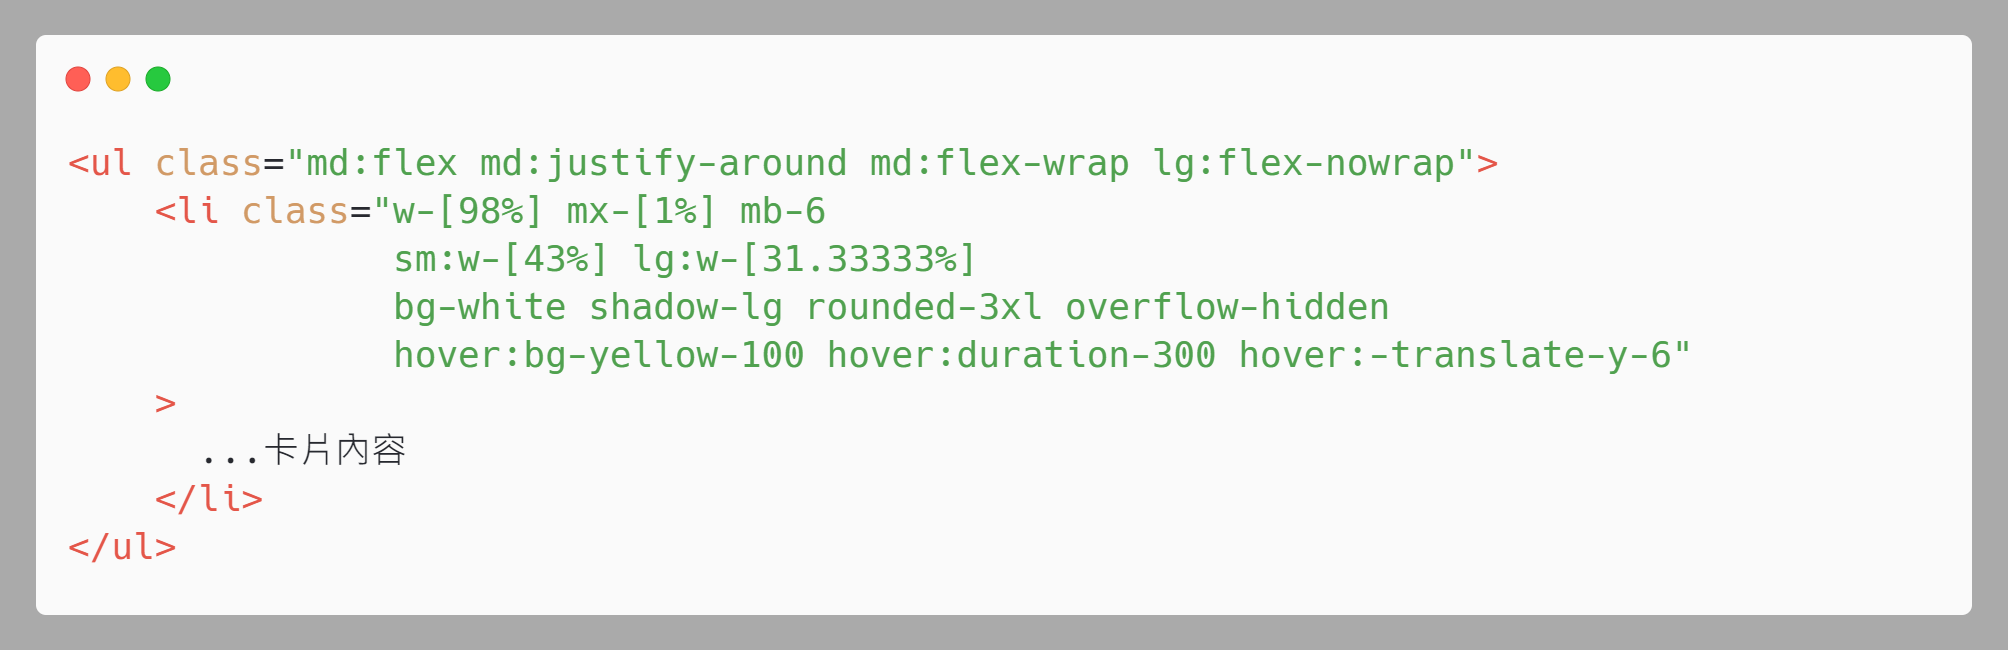 <ul class="md:flex md:justify-around md:flex-wrap lg:flex-nowrap">
    <li class="w-[98%] mx-[1%] mb-6
               sm:w-[43%] lg:w-[31.33333%]
               bg-white shadow-lg rounded-3xl overflow-hidden
               hover:bg-yellow-100 hover:duration-300 hover:-translate-y-6"
    >
      ...卡片內容
    </li>
</ul>